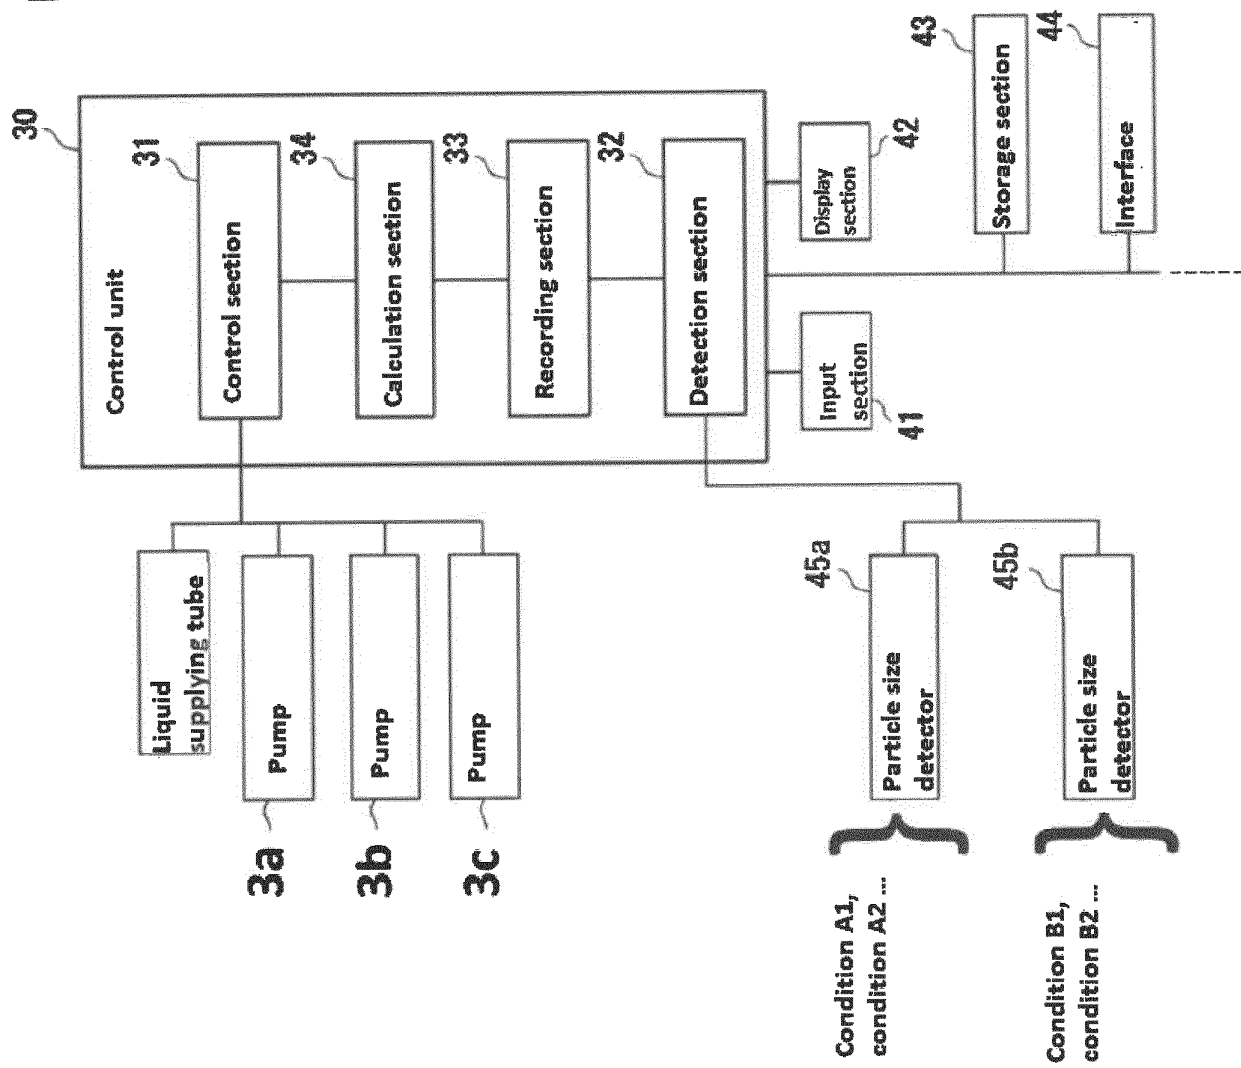 30
Control unit
31
Control section
34
Calculation section
33
Recording section
32
Detection section
Liquid
supplying tube
3a
Pump
3b
Pump
3c
Pump
Input
section
41
Display
section
42
43
Storage section
44
Interface
45a
Particle size
detector
45b
Particle size
detector
Condition A1,
condition A2 ...
Condition B1,
condition B2 ...